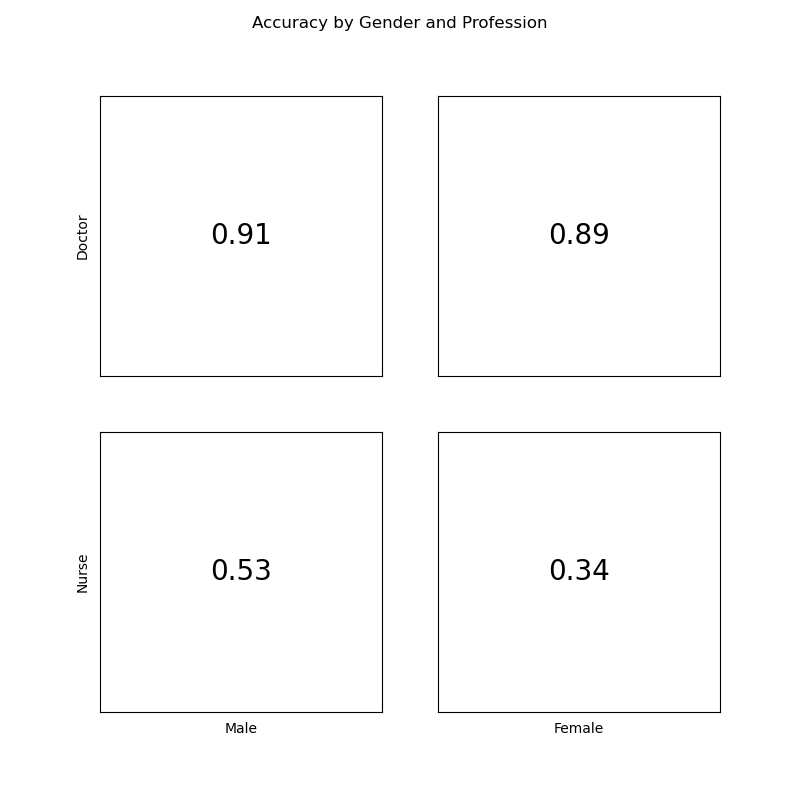 Accuracy by Gender and Profession
Doctor
0.91
0.89
Nurse
0.53
0.34
Male
Female